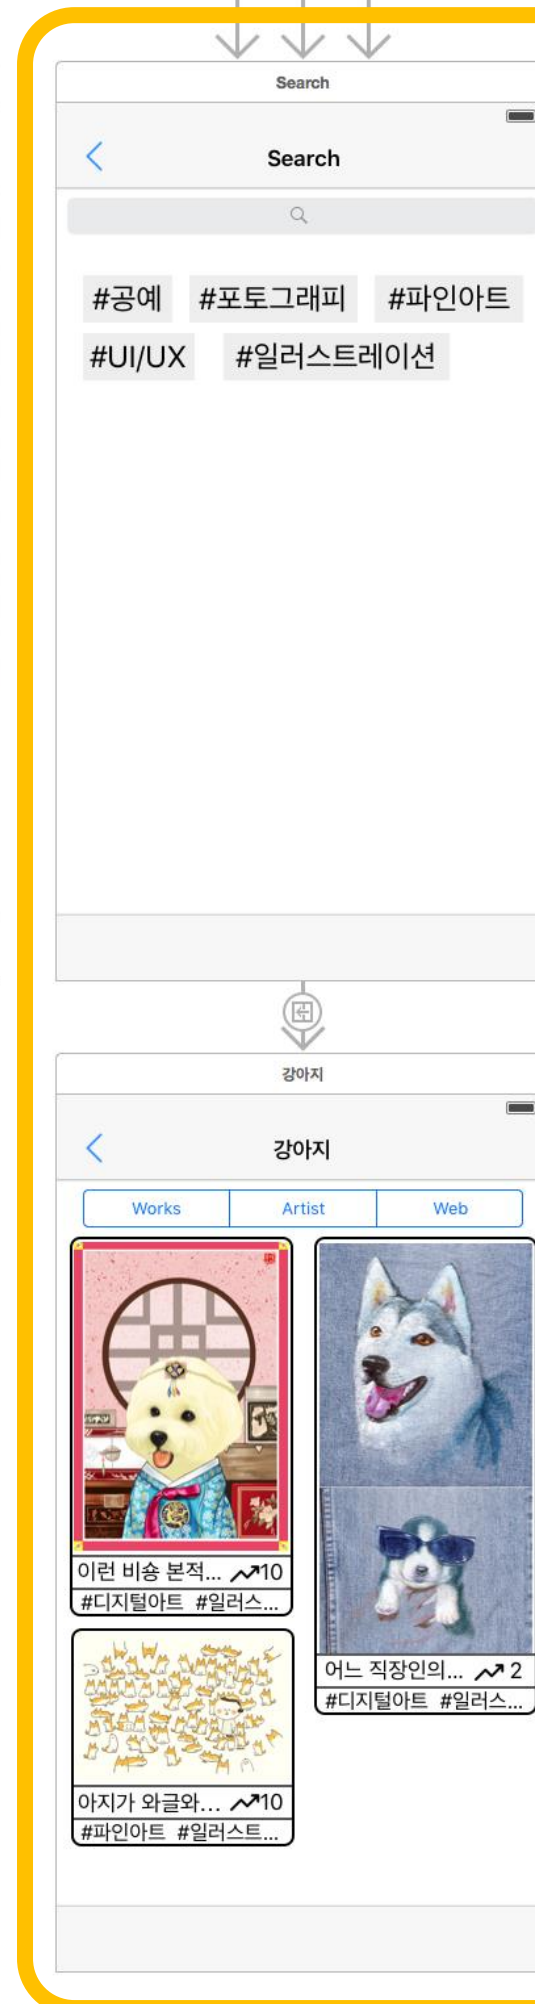 Search
Search
#공예 #포토그래피 #파인아트
#UI/UX #일러스트레이션
강아지
강아지
Works Artist Web
이런 비숑 본적... 10
#디지털아트 #일러스...
어느 직장인의... 2
#디지털아트 #일러스...
아지가 와글와... 10
#파인아트 #일러스트...